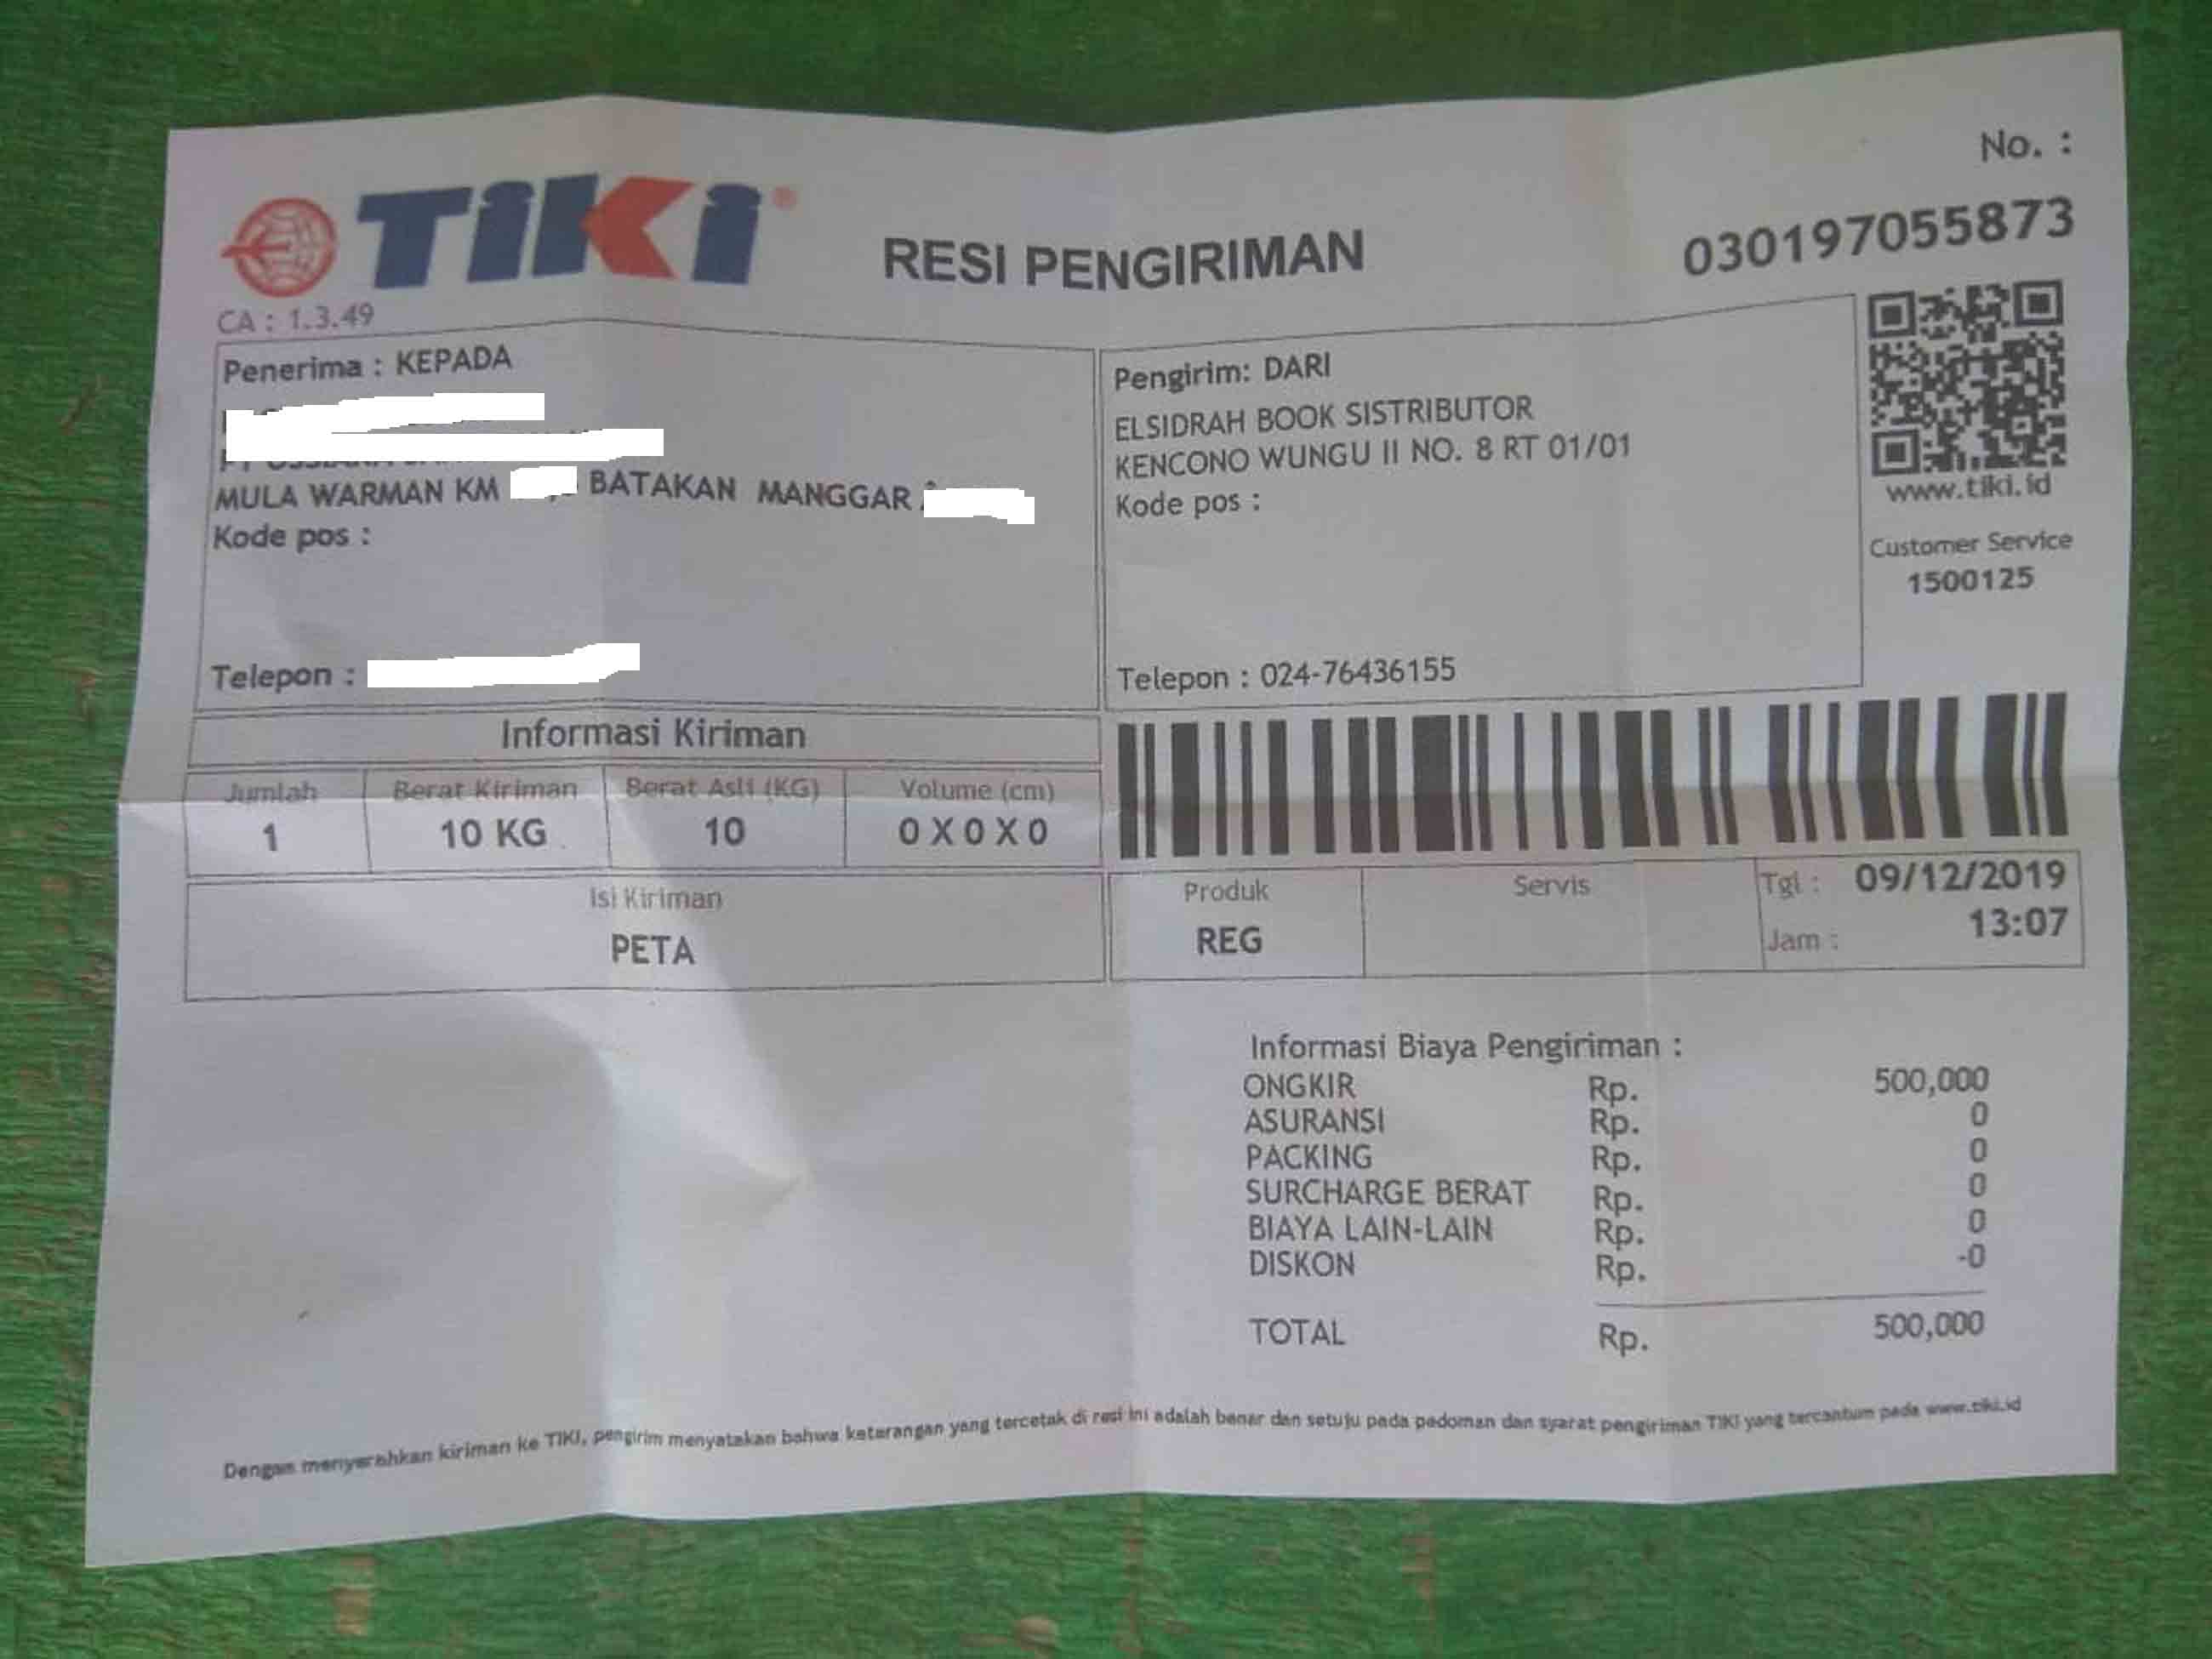 TIKI
RESI PENGIRIMAN
No. :
030197055873
CA : 1.3.49
Penerima : KEPADA
MULA WARMAN KM BATAKAN MANGGAR
Kode pos :
Telepon :
Pengirim: DARI
ELSIDRAH BOOK SISTRIBUTOR
KENCONO WUNGU II NO. 8 RT 01/01
Kode pos :
Telepon : 024-76436155
www.tiki.id
Customer Service
1500125
Informasi Kiriman
Jumlah Berat Kiriman Berat Asli (KG) Volume (cm)
1 10 KG 10 0 X 0 X 0
Isi Kiriman
PETA
Produk Servis Tgl : 09/12/2019
REG Jam : 13:07
Informasi Biaya Pengiriman :
ONGKIR Rp. 500,000
ASURANSI Rp. 0
PACKING Rp. 0
SURCHARGE BERAT Rp. 0
BIAYA LAIN-LAIN Rp. 0
DISKON Rp. -0
TOTAL Rp. 500,000
Dengan menyerahkan kiriman ke TIKI, pengirim menyatakan bahwa keterangan yang tercetak di resi ini adalah benar dan setuju pada pedoman dan syarat pengiriman TIKI yang tercantum pada www.tiki.id